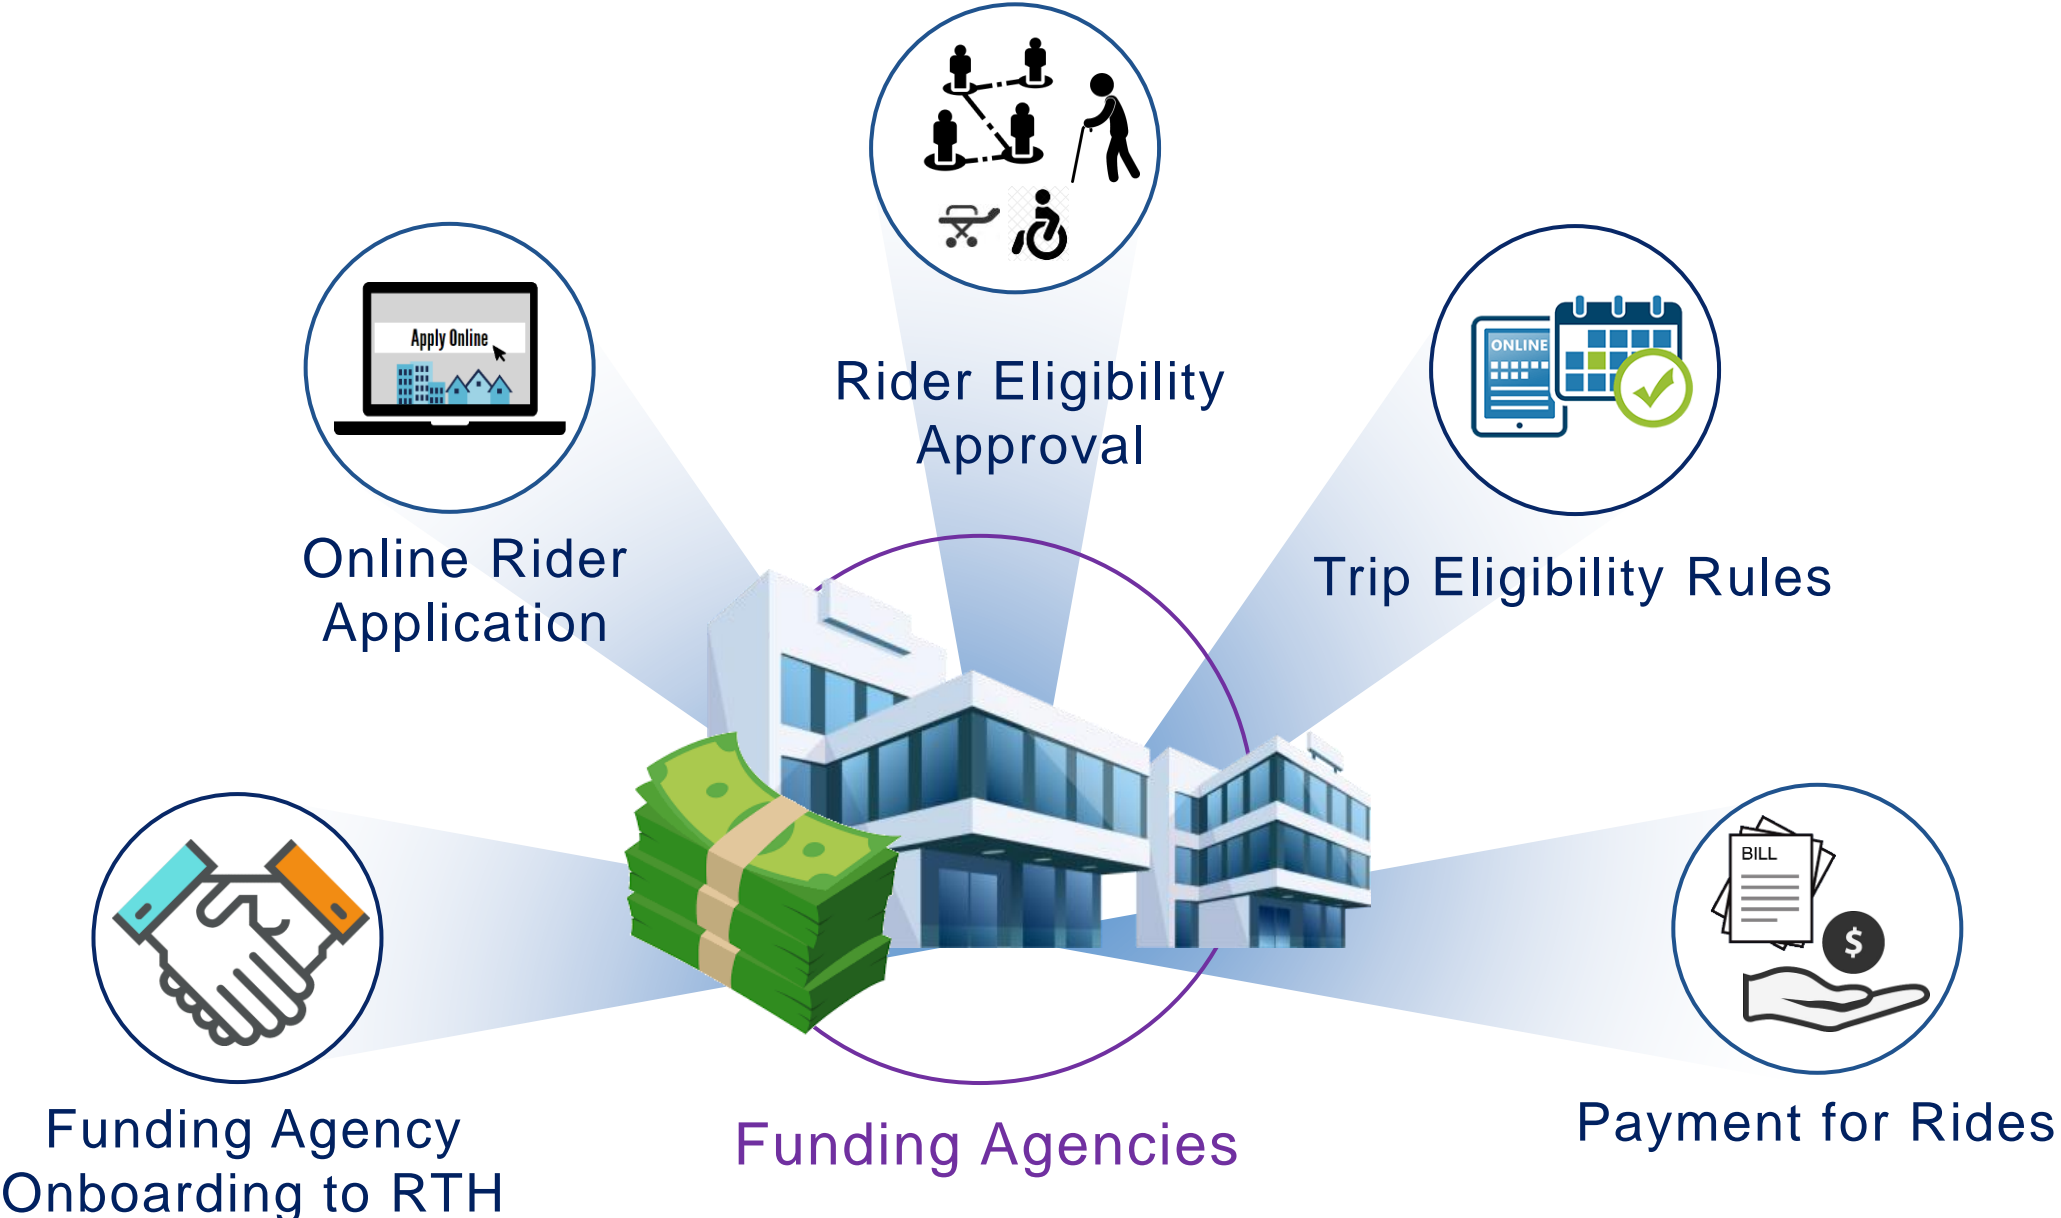 Rider Eligibility
Approval
Apply Online
Online Rider
Application
ONLINE
Trip Eligibility Rules
Funding Agency
Onboarding to RTH
Funding Agencies
BILL
$
Payment for Rides